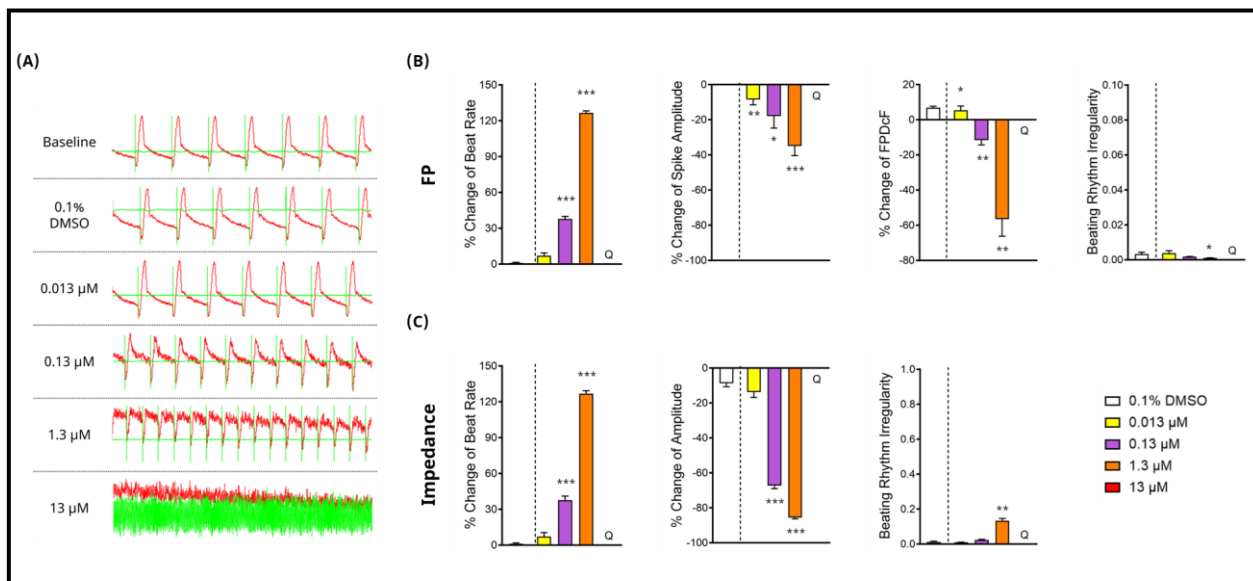 (A)
Baseline
0.1%
DMSO
0.013 µM
0.13 µM
1.3 µM
13 µM
(B)
FP
% Change of Beat Rate
150
120
90
60
30
0
***
***
Q
% Change of Spike Amplitude
0
-20
-40
-60
-80
-100
**
*
***
Q
% Change of FPDcF
20
0
-20
-40
-60
-80
*
**
**
Q
Beating Rhythm Irregularity
0.10
0.08
0.06
0.04
0.02
0.00
*
Q
(C)
Impedance
% Change of Beat Rate
150
120
90
60
30
0
***
***
Q
% Change of Amplitude
0
-20
-40
-60
-80
-100
***
***
Q
Beating Rhythm Irregularity
1.0
0.8
0.6
0.4
0.2
0.0
**
Q
0.1% DMSO
0.013 µM
0.13 µM
1.3 µM
13 µM